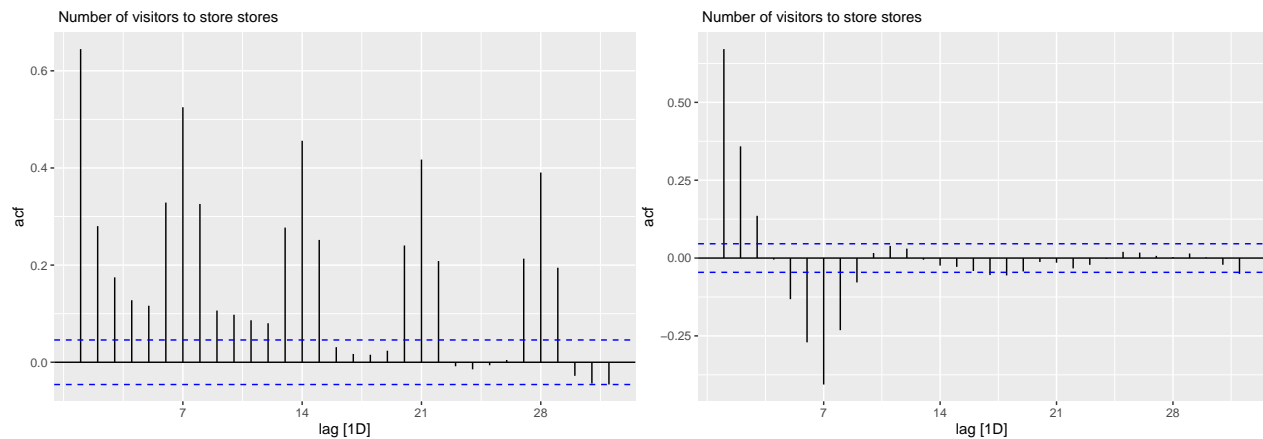 Number of visitors to store stores
acf
0.6
0.4
0.2
0.0
7 14 21 28
lag [1D]
Number of visitors to store stores
acf
0.50
0.25
0.00
−0.25
7 14 21 28
lag [1D]